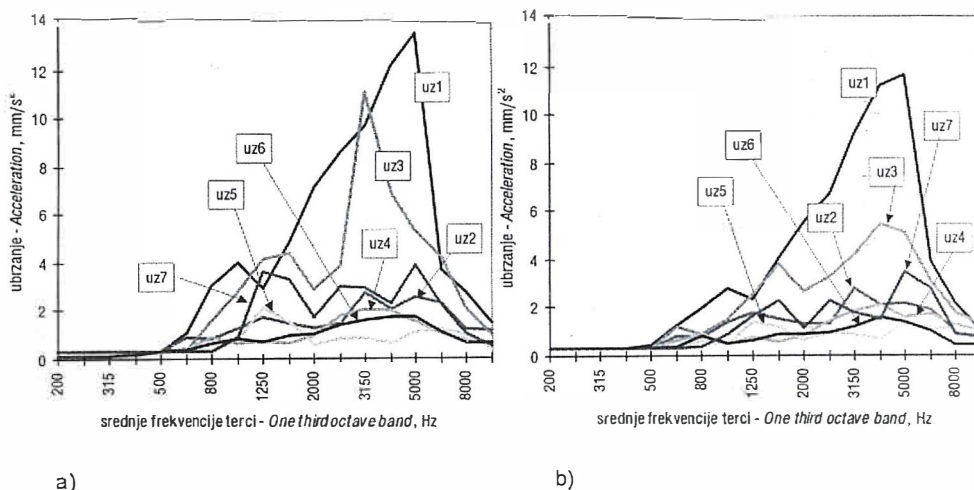 14
12
10
8
6
4
2
0
ubrzanje - Acceleration, mm/s²
uz1
uz6
uz3
uz5
uz4
uz2
uz7
200
315
500
800
1250
2000
3150
5000
8000
srednje frekvencije terci - One third octave band, Hz
a)
14
12
10
8
6
4
2
0
ubrzanje - Acceleration, mm/s²
uz1
uz7
uz6
uz3
uz5
uz2
uz4
200
315
500
800
1250
2000
3150
5000
8000
srednje frekvencije terci - One third octave band, Hz
b)